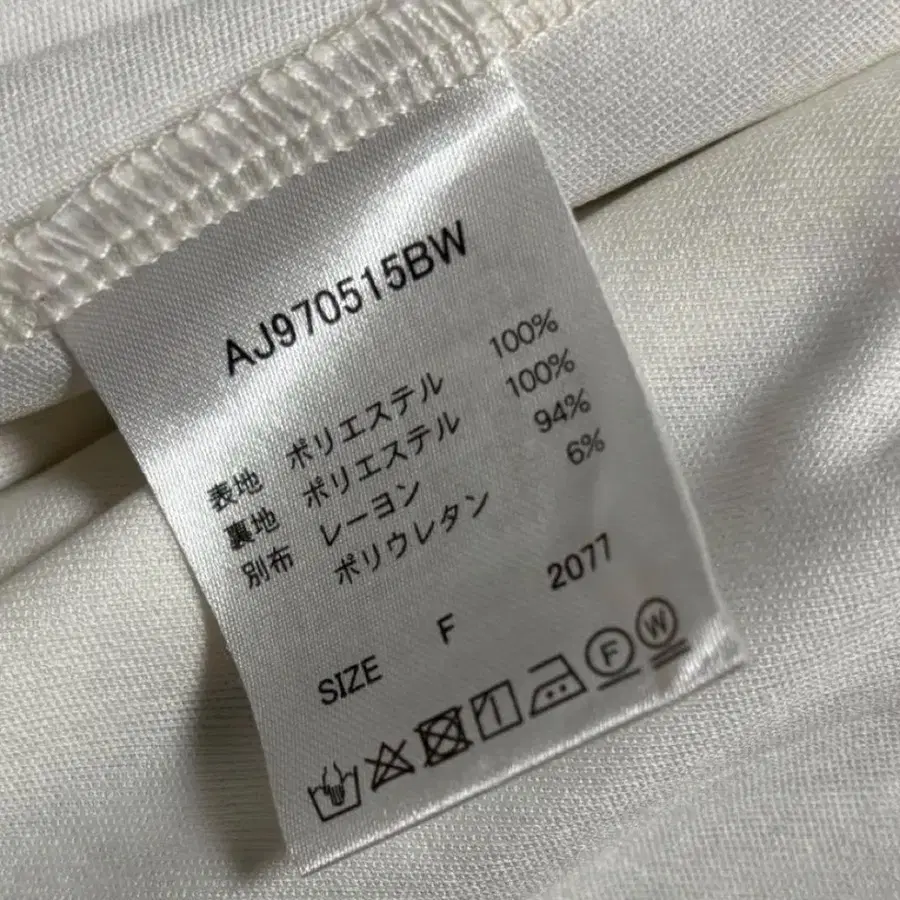 AJ970515BW
表地 ポリエステル 100%
裏地 ポリエステル 100%
別布 レーヨン 94%
ポリウレタン 6%
SIZE F 2077
F W